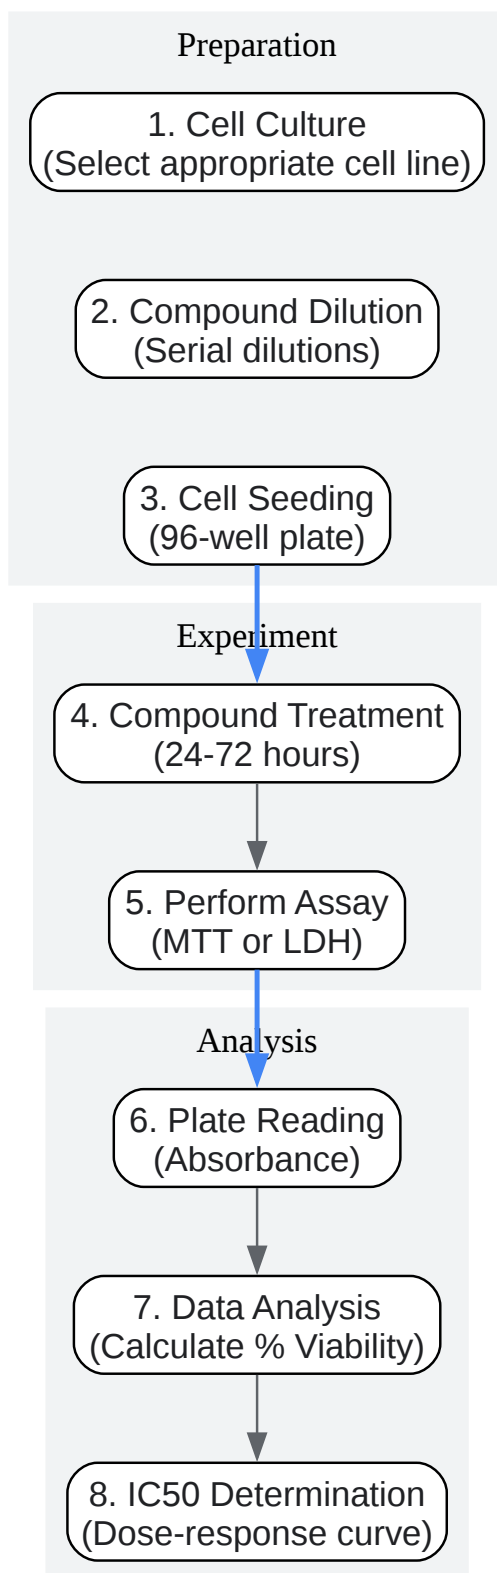 Preparation
1. Cell Culture
(Select appropriate cell line)
2. Compound Dilution
(Serial dilutions)
3. Cell Seeding
(96-well plate)
Experiment
4. Compound Treatment
(24-72 hours)
5. Perform Assay
(MTT or LDH)
Analysis
6. Plate Reading
(Absorbance)
7. Data Analysis
(Calculate % Viability)
8. IC50 Determination
(Dose-response curve)